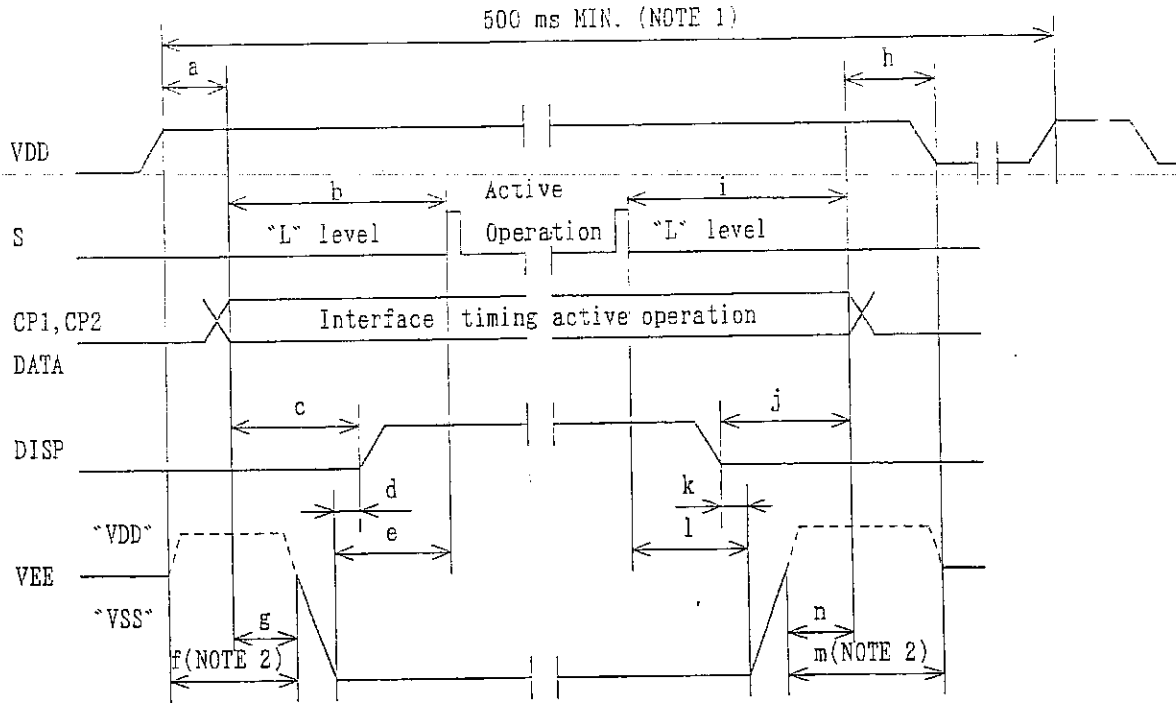 500 ms MIN. (NOTE 1)
a
h
VDD
b
Active
i
S
"L" level
Operation
"L" level
CP1,CP2
Interface timing active operation
DATA
c
j
DISP
d
k
"VDD"
e
l
VEE
"VSS"
g
n
f(NOTE 2)
m(NOTE 2)